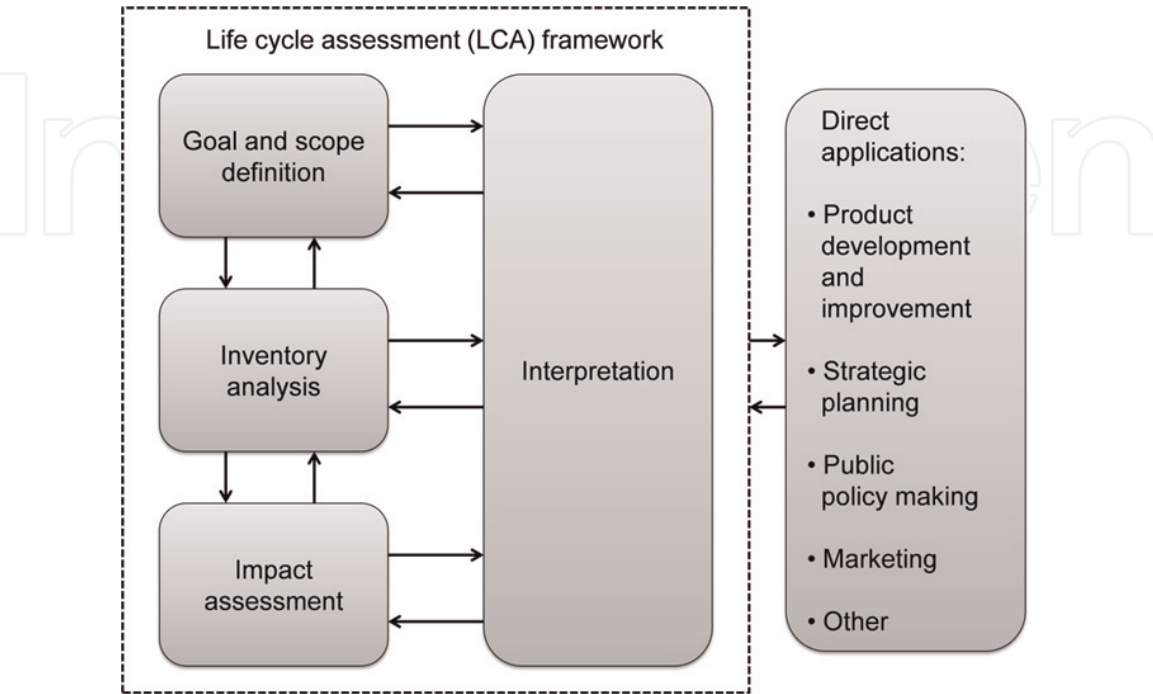 Life cycle assessment (LCA) framework
Goal and scope
definition
Inventory
analysis
Impact
assessment
Interpretation
Direct
applications:
• Product
development
and
improvement
• Strategic
planning
• Public
policy making
• Marketing
• Other